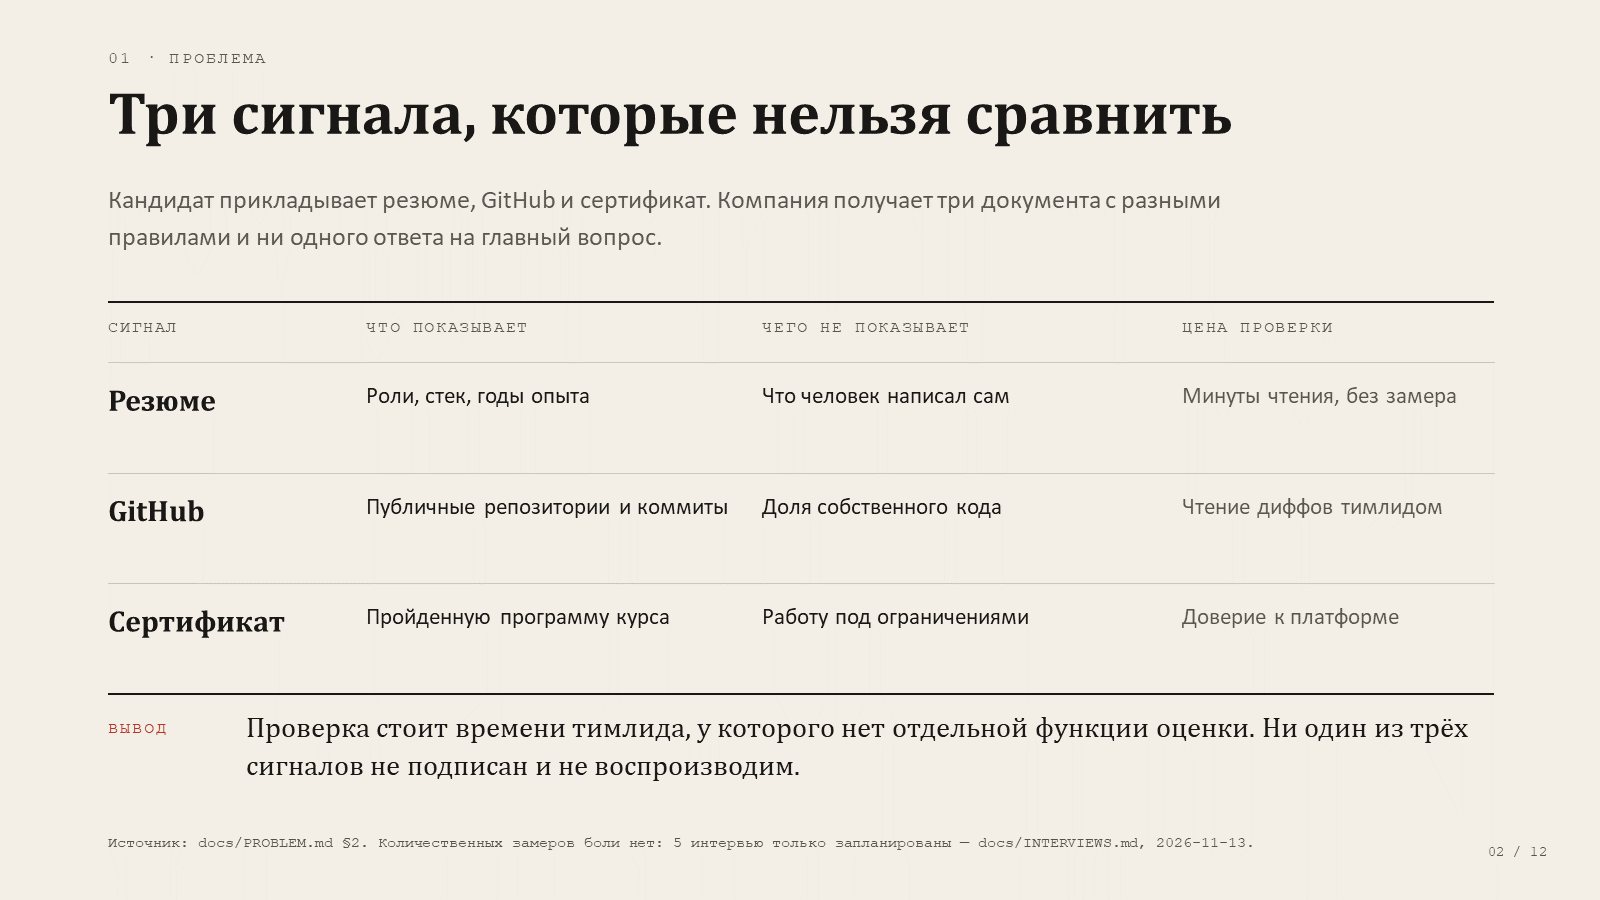 01 · ПРОБЛЕМА
Три сигнала, которые нельзя сравнить
Кандидат прикладывает резюме, GitHub и сертификат. Компания получает три документа с разными
правилами и ни одного ответа на главный вопрос.
СИГНАЛ ЧТО ПОКАЗЫВАЕТ ЧЕГО НЕ ПОКАЗЫВАЕТ ЦЕНА ПРОВЕРКИ
Резюме Роли, стек, годы опыта Что человек написал сам Минуты чтения, без замера
GitHub Публичные репозитории и коммиты Доля собственного кода Чтение диффов тимлидом
Сертификат Пройденную программу курса Работу под ограничениями Доверие к платформе
ВЫВОД Проверка стоит времени тимлида, у которого нет отдельной функции оценки. Ни один из трёх
сигналов не подписан и не воспроизводим.
Источник: docs/PROBLEM.md §2. Количественных замеров боли нет: 5 интервью только запланированы — docs/INTERVIEWS.md, 2026-11-13.
02 / 12